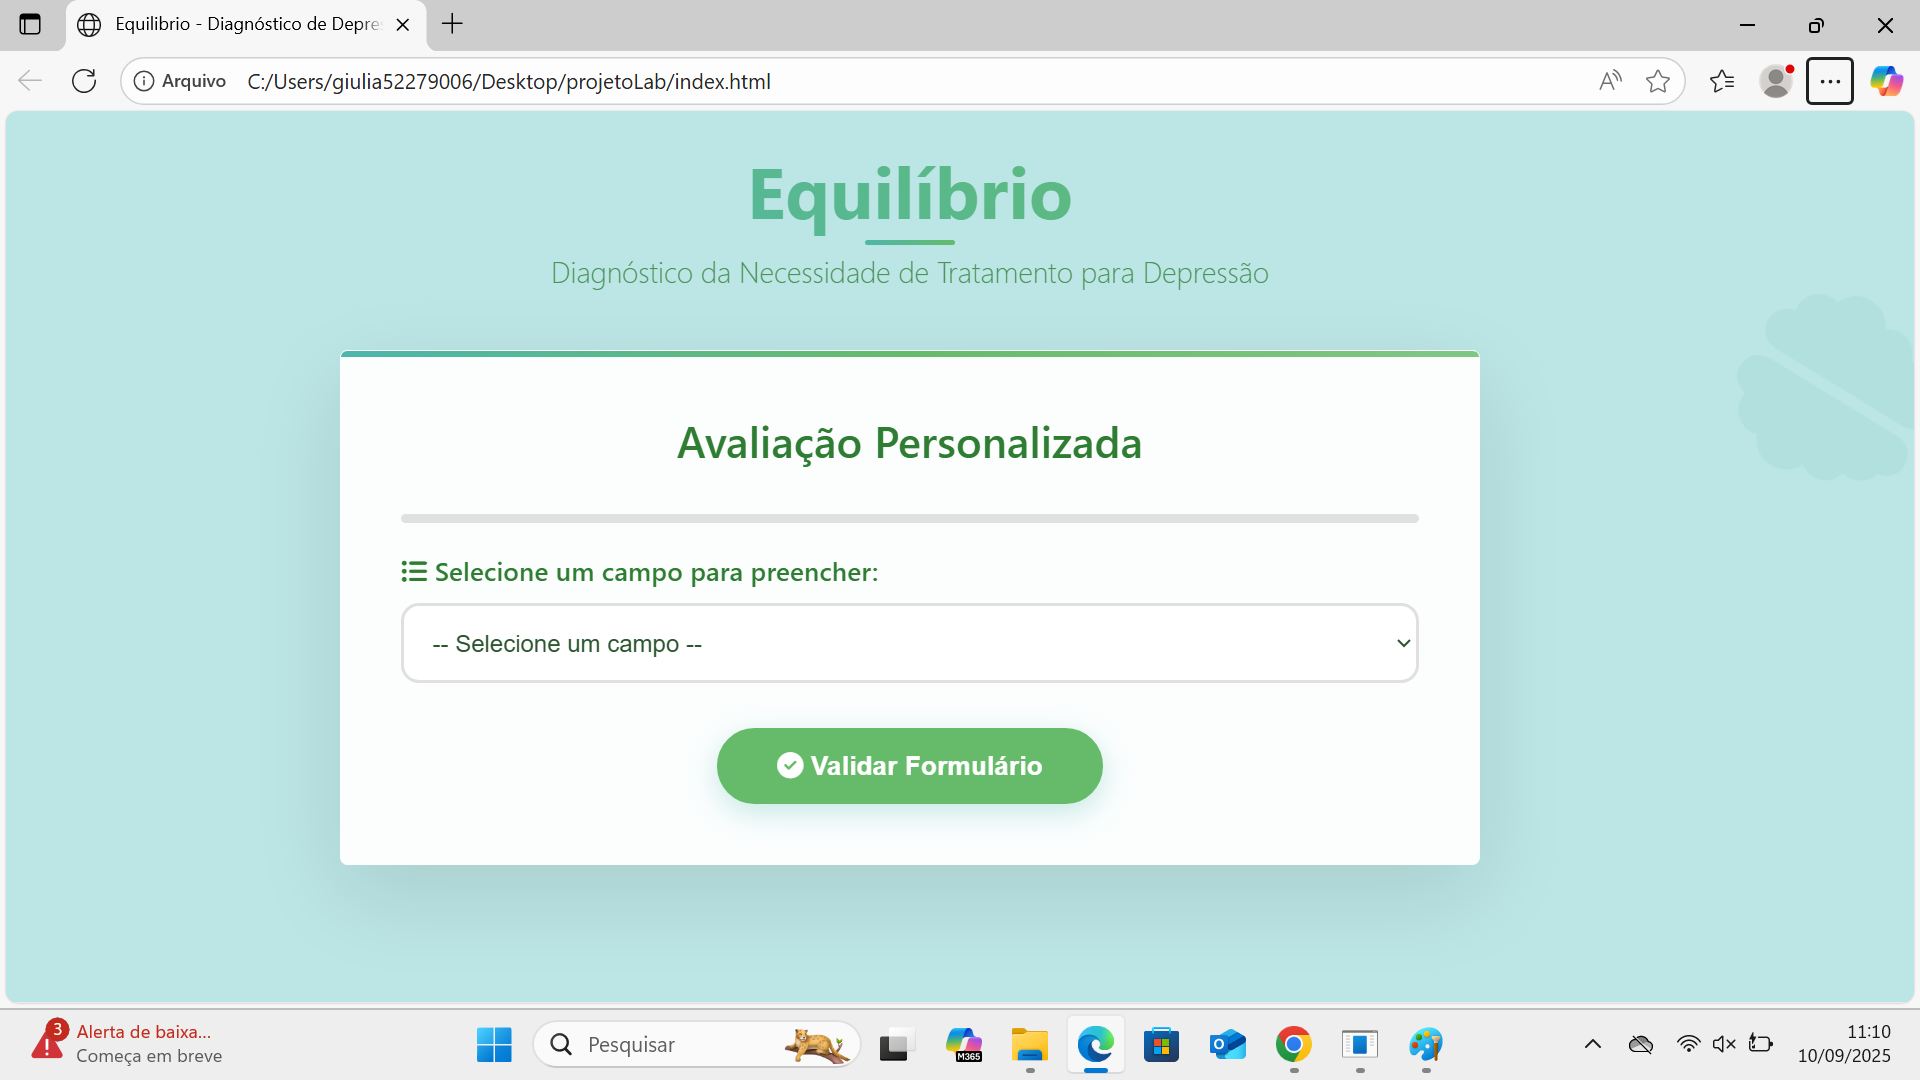 Equilibrio - Diagnóstico de Depre
Arquivo C:/Users/giulia52279006/Desktop/projetoLab/index.html
Equilíbrio
Diagnóstico da Necessidade de Tratamento para Depressão
Avaliação Personalizada
Selecione um campo para preencher:
-- Selecione um campo --
Validar Formulário
3
Alerta de baixa...
Começa em breve
Pesquisar
M365
11:10
10/09/2025